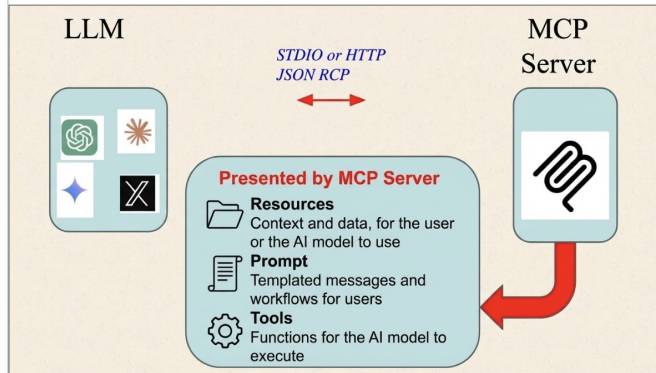 LLM
STDIO or HTTP
JSON RCP
MCP
Server
Presented by MCP Server
Resources
Context and data, for the user
or the AI model to use
Prompt
Templated messages and
workflows for users
Tools
Functions for the AI model to
execute